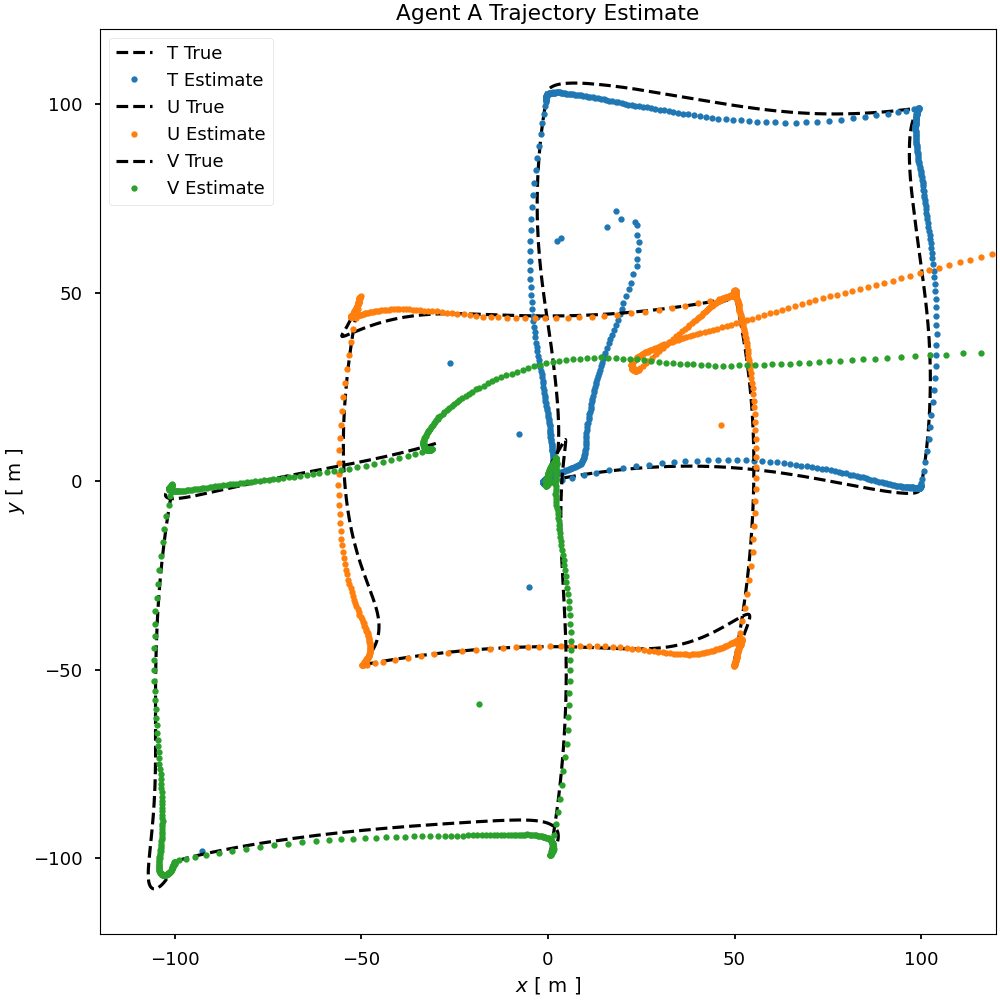 Agent A Trajectory Estimate
T True
T Estimate
U True
U Estimate
V True
V Estimate
100
50
0
−50
−100
y [ m ]
−100 −50 0 50 100
x [ m ]